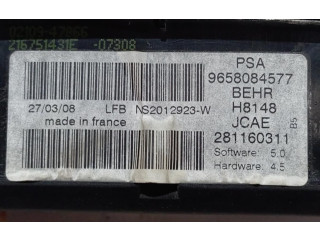 216751431E -07308
PSA
9658084577
BEHR
27/03/08 LFB NS2012923-W H8148
made in france JCAE
B5
281160311
Software: 5.0
Hardware: 4.5